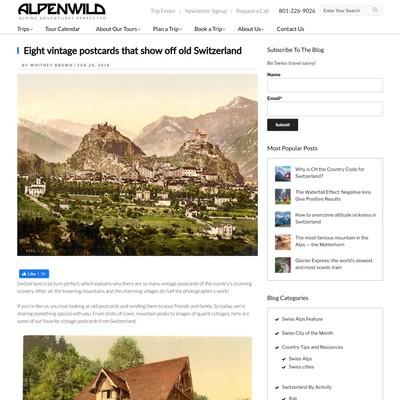 ALPENWILD
ALPINE ADVENTURES PERFECTED
Trip Finder | Newsletter Signup | Request a Call 801-226-9026 Enter Your Search
Trips Tour Calendar About Our Adventures Plan a Trip Book a Trip About Us Contact Us
Eight vintage postcards that show off old Switzerland
BY WHITNEY BROWN | FEB 20, 2018
Like
Switzerland is picture perfect, which explains why there are so many vintage postcards of the country's stunning
scenery. After all, the towering mountains and the charming villages do half the photographer's work!
If you're like us, you love looking at old postcards and sending them to your friends and family. So today, we're
sharing something special with you. From shots of iconic mountain peaks to images of quaint cottages, here are
some of our favorite vintage postcards from Switzerland.
Subscribe To The Blog
Be Swiss-travel savvy!
Name
Email*
Submit
Most Popular Posts
Why is CH the Country Code for
Switzerland?
The Waterfall Effect: Negative Ions
Give Positive Results
How to overcome altitude sickness in
Switzerland
The most famous mountain in the
Alps — the Matterhorn
Glacier Express: the world's slowest
and most scenic train
Blog Categories
Swiss Alps Feature
Swiss City of the Month
Country Tips and Resources
Swiss Alps
Swiss cities
Switzerland By Activity
Rail